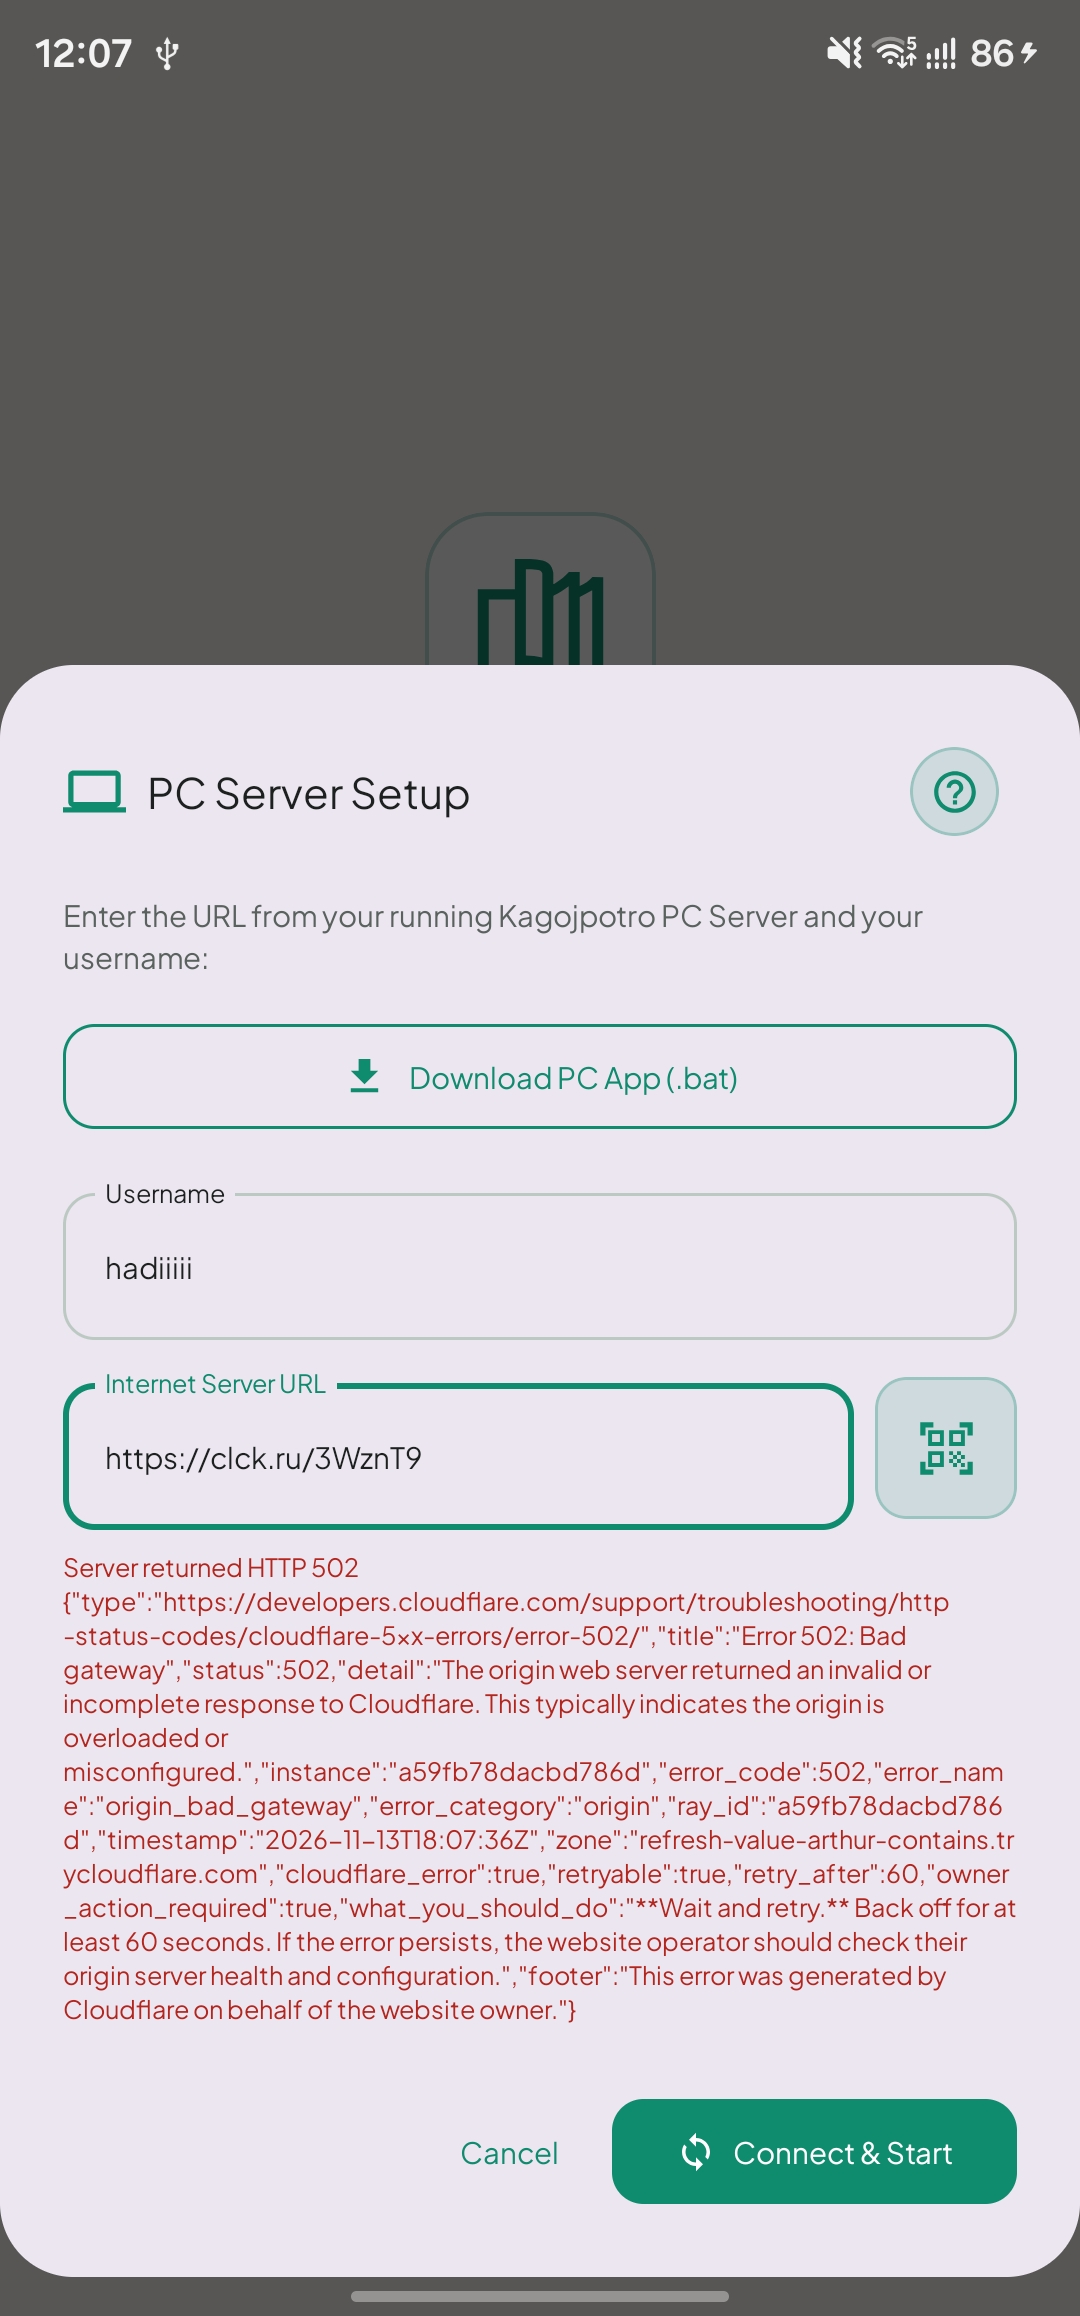 12:07
5
86
PC Server Setup
Enter the URL from your running Kagojpotro PC Server and your
username:
Download PC App (.bat)
Username
hadiiiii
Internet Server URL
https://clck.ru/3WznT9
Server returned HTTP 502
{"type":"https://developers.cloudflare.com/support/troubleshooting/http
-status-codes/cloudflare-5xx-errors/error-502/","title":"Error 502: Bad
gateway","status":502,"detail":"The origin web server returned an invalid or
incomplete response to Cloudflare. This typically indicates the origin is
overloaded or
misconfigured.","instance":"a59fb78dacbd786d","error_code":502,"error_nam
e":"origin_bad_gateway","error_category":"origin","ray_id":"a59fb78dacbd786
d","timestamp":"2026-11-13T18:07:36Z","zone":"refresh-value-arthur-contains.tr
ycloudflare.com","cloudflare_error":true,"retryable":true,"retry_after":60,"owner
_action_required":true,"what_you_should_do":"**Wait and retry.** Back off for at
least 60 seconds. If the error persists, the website operator should check their
origin server health and configuration.","footer":"This error was generated by
Cloudflare on behalf of the website owner."}
Cancel
Connect & Start